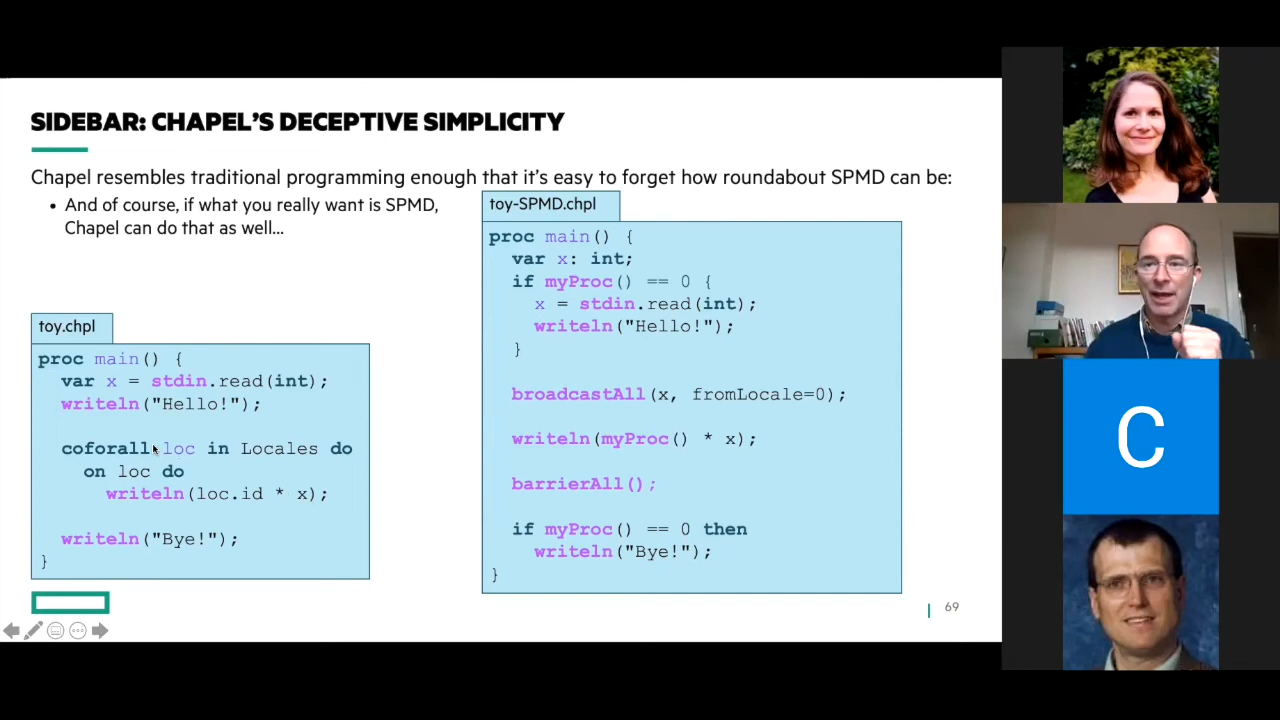 SIDEBAR: CHAPEL'S DECEPTIVE SIMPLICITY
Chapel resembles traditional programming enough that it's easy to forget how roundabout SPMD can be:
• And of course, if what you really want is SPMD,
Chapel can do that as well...
toy.chpl
proc main() {
var x = stdin.read(int);
writeln("Hello!");
coforall loc in Locales do
on loc do
writeln(loc.id * x);
writeln("Bye!");
}
toy-SPMD.chpl
proc main() {
var x: int;
if myProc() == 0 {
x = stdin.read(int);
writeln("Hello!");
}
broadcastAll(x, fromLocale=0);
writeln(myProc() * x);
barrierAll();
if myProc() == 0 then
writeln("Bye!");
}
69
C